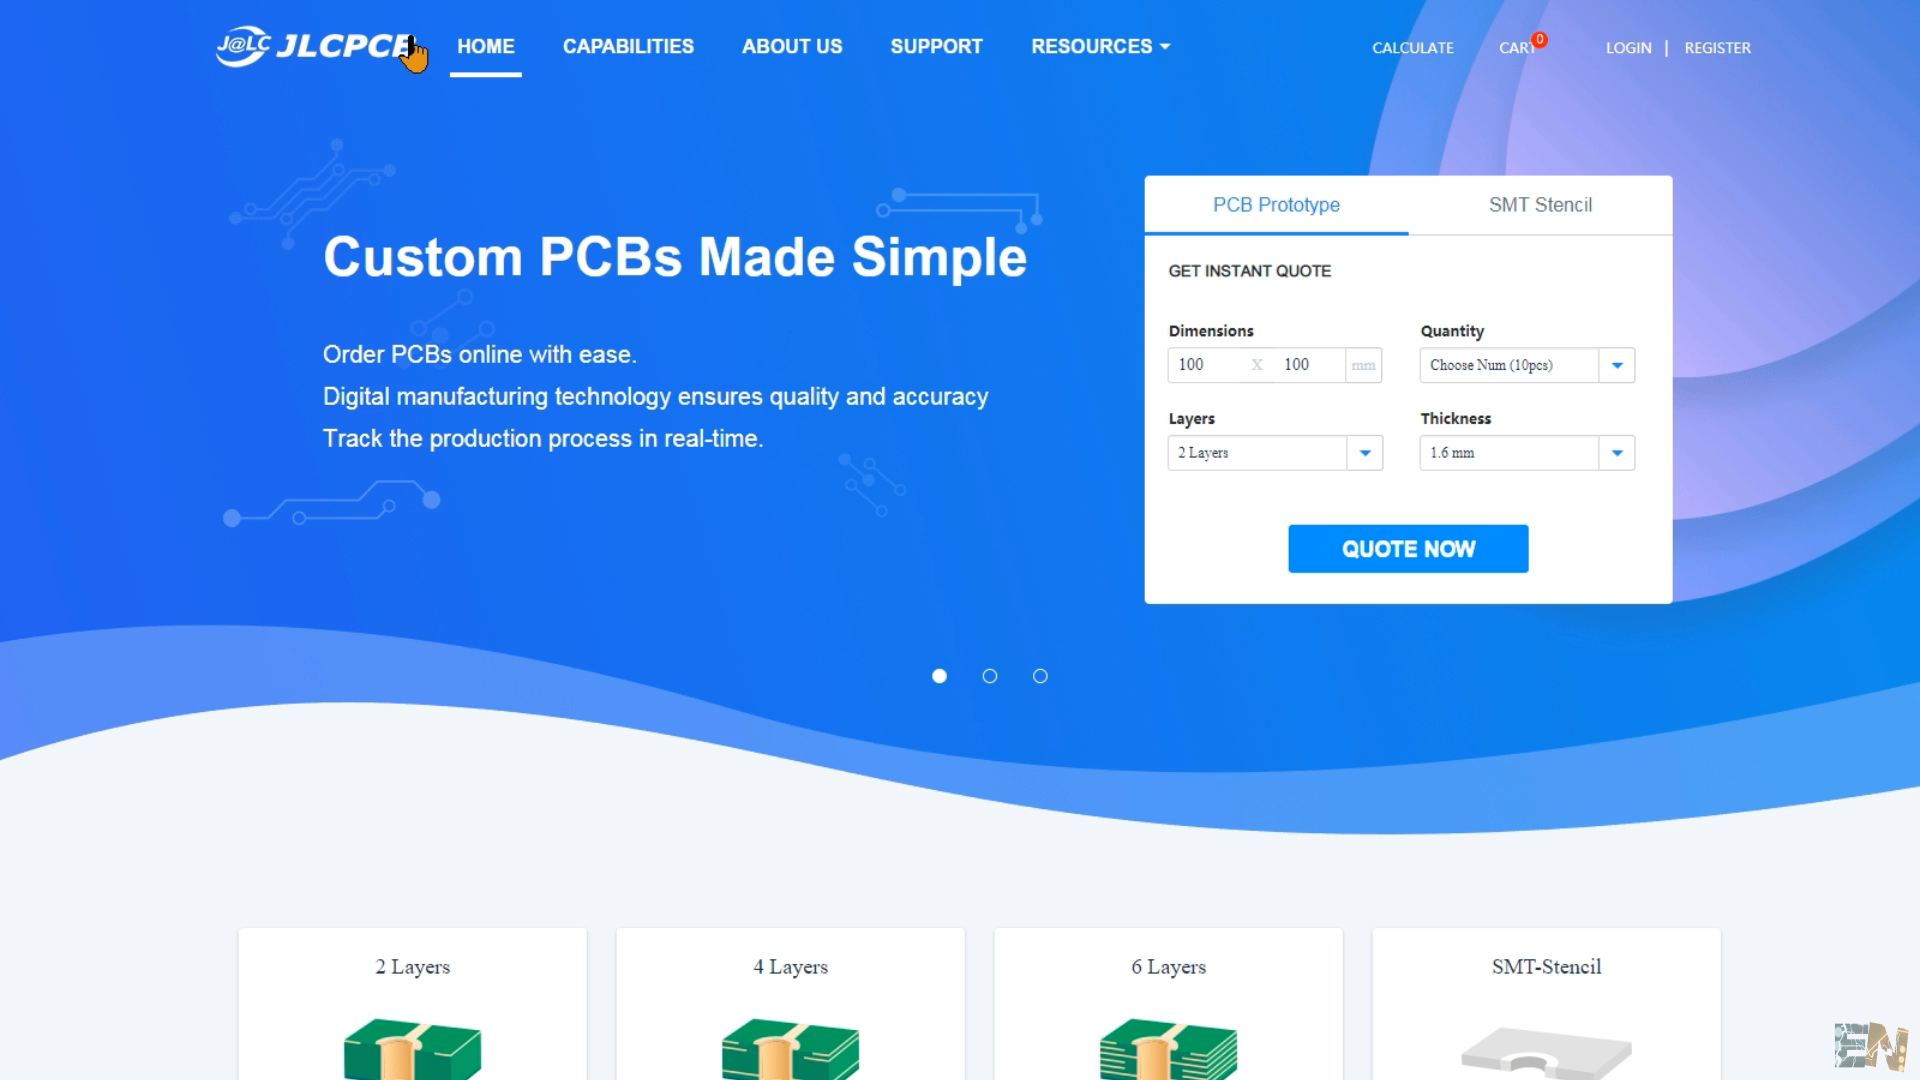 J@LC JLCPCB
HOME
CAPABILITIES
ABOUT US
SUPPORT
RESOURCES
CALCULATE
CART
0
LOGIN | REGISTER
Custom PCBs Made Simple
Order PCBs online with ease.
Digital manufacturing technology ensures quality and accuracy
Track the production process in real-time.
PCB Prototype
SMT Stencil
GET INSTANT QUOTE
Dimensions
100 X 100 mm
Quantity
Choose Num (10pcs)
Layers
2 Layers
Thickness
1.6 mm
QUOTE NOW
2 Layers
4 Layers
6 Layers
SMT-Stencil
EN